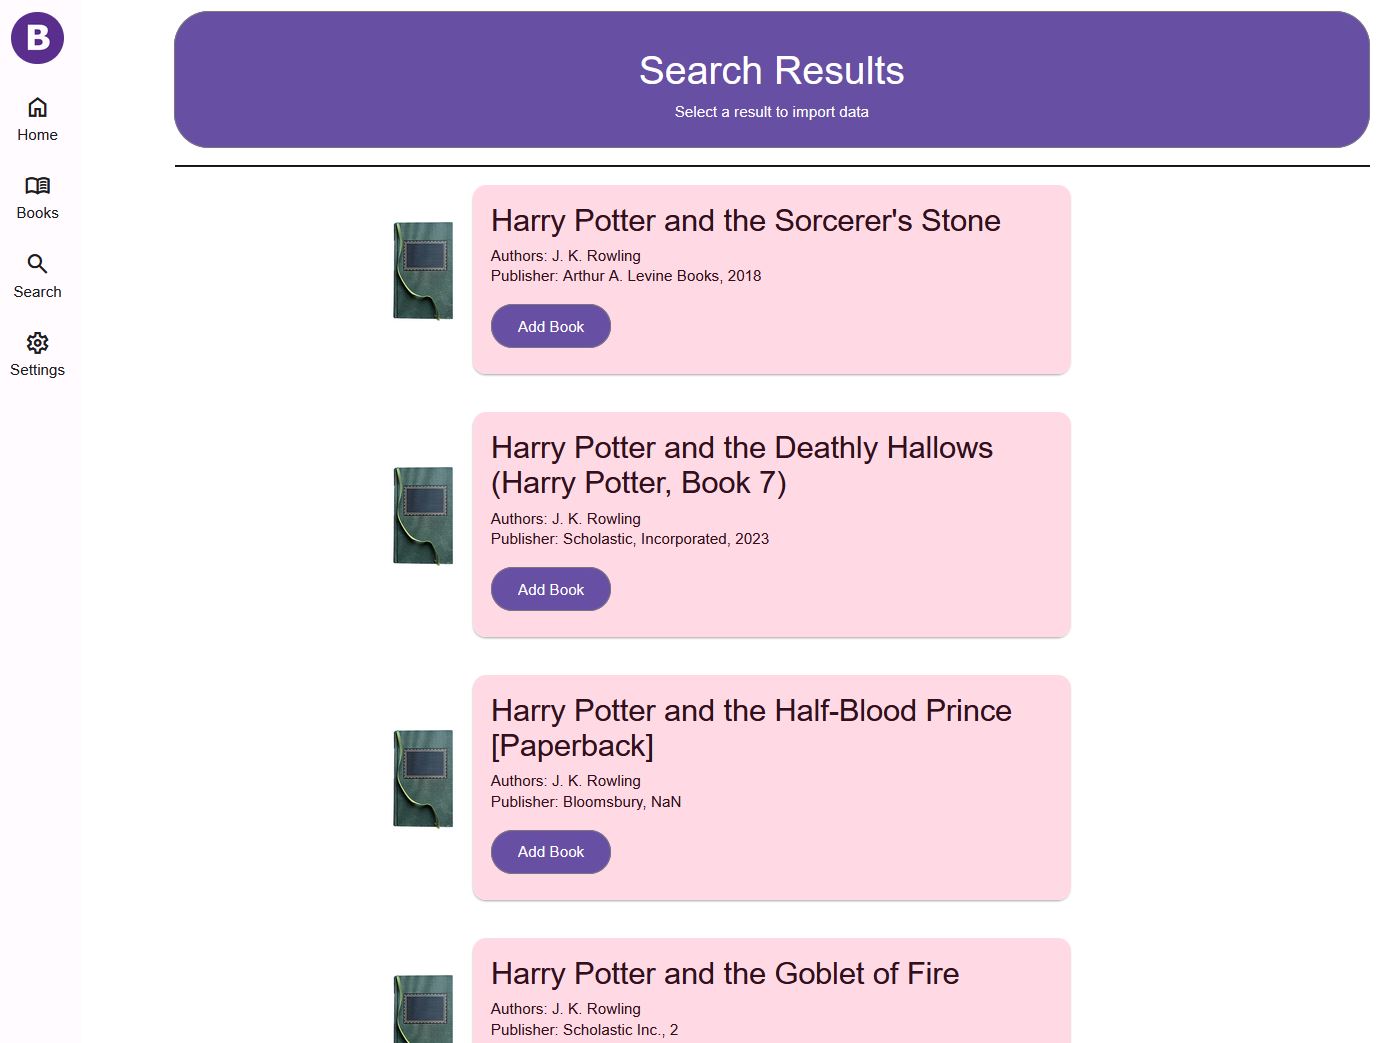 B
Home
Books
Search
Settings
Search Results
Select a result to import data
Harry Potter and the Sorcerer's Stone
Authors: J. K. Rowling
Publisher: Arthur A. Levine Books, 2018
Add Book
Harry Potter and the Deathly Hallows
(Harry Potter, Book 7)
Authors: J. K. Rowling
Publisher: Scholastic, Incorporated, 2023
Add Book
Harry Potter and the Half-Blood Prince
[Paperback]
Authors: J. K. Rowling
Publisher: Bloomsbury, NaN
Add Book
Harry Potter and the Goblet of Fire
Authors: J. K. Rowling
Publisher: Scholastic Inc., 2